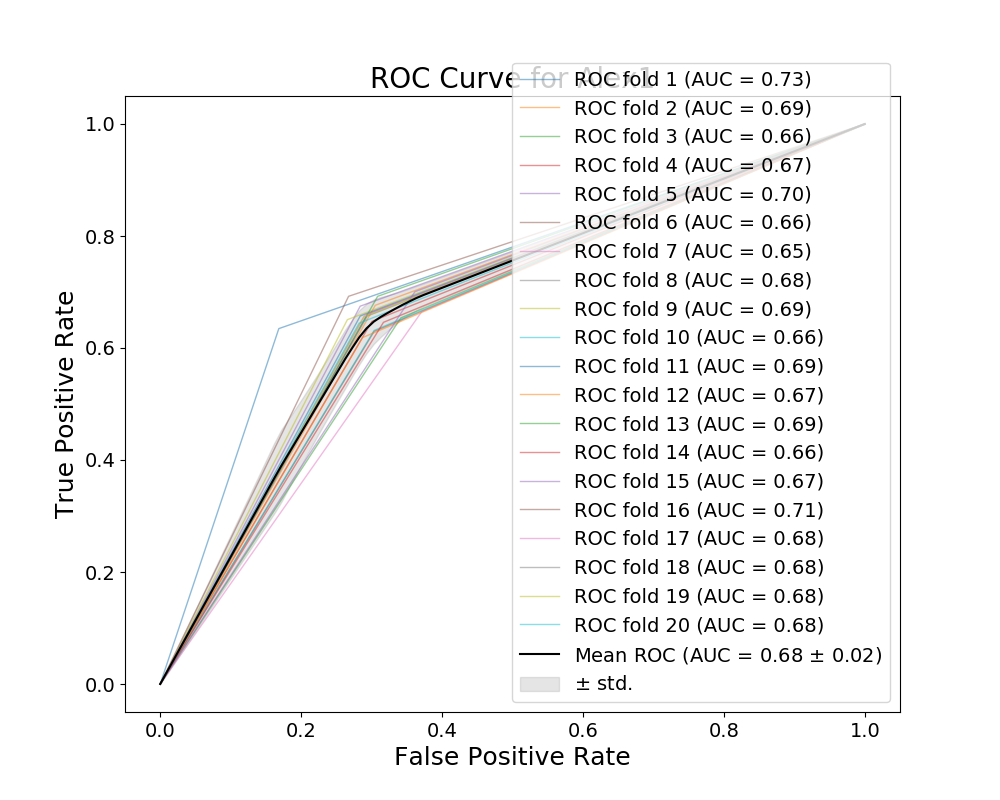 ROC Curve for Alex1
ROC fold 1 (AUC = 0.73)
ROC fold 2 (AUC = 0.69)
ROC fold 3 (AUC = 0.66)
ROC fold 4 (AUC = 0.67)
ROC fold 5 (AUC = 0.70)
ROC fold 6 (AUC = 0.66)
ROC fold 7 (AUC = 0.65)
ROC fold 8 (AUC = 0.68)
ROC fold 9 (AUC = 0.69)
ROC fold 10 (AUC = 0.66)
ROC fold 11 (AUC = 0.69)
ROC fold 12 (AUC = 0.67)
ROC fold 13 (AUC = 0.69)
ROC fold 14 (AUC = 0.66)
ROC fold 15 (AUC = 0.67)
ROC fold 16 (AUC = 0.71)
ROC fold 17 (AUC = 0.68)
ROC fold 18 (AUC = 0.68)
ROC fold 19 (AUC = 0.68)
ROC fold 20 (AUC = 0.68)
Mean ROC (AUC = 0.68 ± 0.02)
± std.
True Positive Rate
1.0
0.8
0.6
0.4
0.2
0.0
0.0 0.2 0.4 0.6 0.8 1.0
False Positive Rate